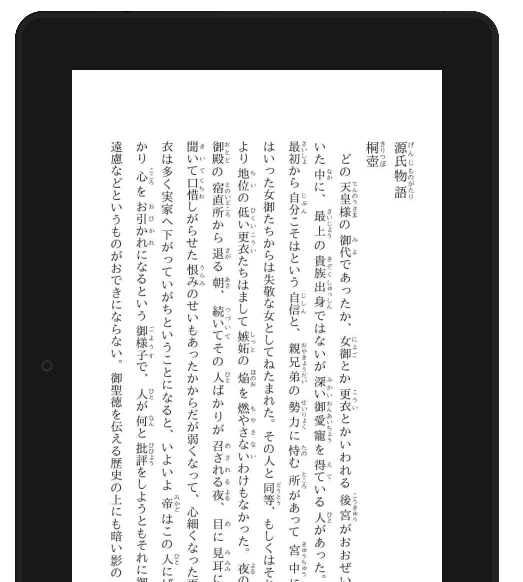 源氏物語
桐壺
どの天皇様の御代であったか、女御とか更衣とかいわれる後宮がおおぜい
いた中に、最上の貴族出身ではないが深い御愛寵を得ている人があった。
最初から自分こそはという自信と、親兄弟の勢力に恃む所があって宮中に
はいった女御たちからは失敬な女としてねたまれた。その人と同等、もしくはそ
より地位の低い更衣たちはまして嫉妬の焔を燃やさないわけもなかった。夜の
御殿の宿直所から退る朝、続いてその人ばかりが召される夜、目に見耳に
聞いて口惜しがらせた恨みのせいもあったかからだが弱くなって、心細くなった
衣は多く実家へ下がっていがちということになると、いよいよ帝はこの人に
かり心をお引かれになるという御様子で、人が何と批評をしようともそれに御
遠慮などというものがおできにならない。御聖徳を伝える歴史の上にも暗い影の